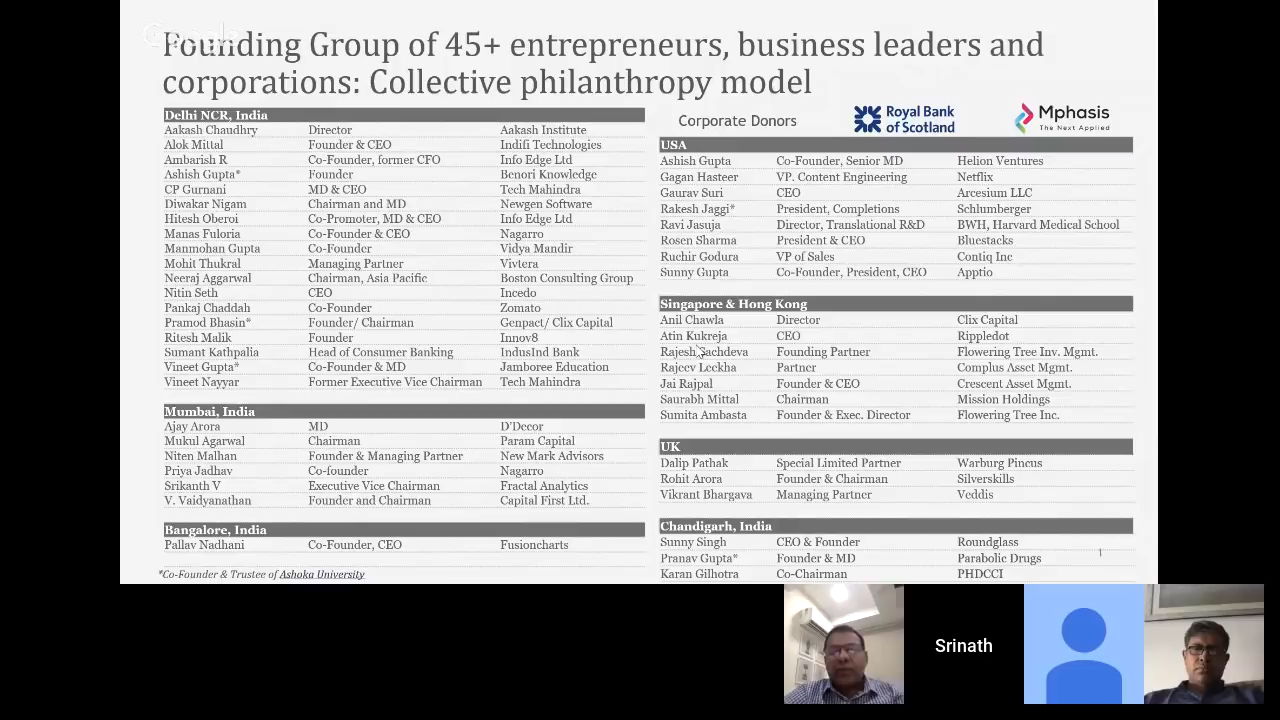 Google
Founding Group of 45+ entrepreneurs, business leaders and
corporations: Collective philanthropy model
Delhi NCR, India
Aakash Chaudhry Director Aakash Institute
Alok Mittal Founder & CEO Indifi Technologies
Ambarish R Co-Founder, former CFO Info Edge Ltd
Ashish Gupta* Founder Benori Knowledge
CP Gurnani MD & CEO Tech Mahindra
Diwakar Nigam Chairman and MD Newgen Software
Hitesh Oberoi Co-Promoter, MD & CEO Info Edge Ltd
Manas Fuloria Co-Founder & CEO Nagarro
Manmohan Gupta Co-Founder Vidya Mandir
Mohit Thukral Managing Partner Vivtera
Neeraj Aggarwal Chairman, Asia Pacific Boston Consulting Group
Nitin Seth CEO Incedo
Pankaj Chaddah Co-Founder Zomato
Pramod Bhasin* Founder/ Chairman Genpact/ Clix Capital
Ritesh Malik Founder Innov8
Sumant Kathpalia Head of Consumer Banking IndusInd Bank
Vineet Gupta* Co-Founder & MD Jamboree Education
Vineet Nayyar Former Executive Vice Chairman Tech Mahindra
Mumbai, India
Ajay Arora MD D'Decor
Mukul Agarwal Chairman Param Capital
Niten Malhan Founder & Managing Partner New Mark Advisors
Priya Jadhav Co-founder Nagarro
Srikanth V Executive Vice Chairman Fractal Analytics
V. Vaidyanathan Founder and Chairman Capital First Ltd.
Bangalore, India
Pallav Nadhani Co-Founder, CEO Fusioncharts
*Co-Founder & Trustee of Ashoka University
Corporate Donors
Royal Bank
of Scotland
Mphasis
The Next Applied
USA
Ashish Gupta Co-Founder, Senior MD Helion Ventures
Gagan Hasteer VP. Content Engineering Netflix
Gaurav Suri CEO Arcesium LLC
Rakesh Jaggi* President, Completions Schlumberger
Ravi Jasuja Director, Translational R&D BWH, Harvard Medical School
Rosen Sharma President & CEO Bluestacks
Ruchir Godura VP of Sales Contiq Inc
Sunny Gupta Co-Founder, President, CEO Apptio
Singapore & Hong Kong
Anil Chawla Director Clix Capital
Atin Kukreja CEO Rippledot
Rajesh Sachdeva Founding Partner Flowering Tree Inv. Mgmt.
Rajeev Leekha Partner Complus Asset Mgmt.
Jai Rajpal Founder & CEO Crescent Asset Mgmt.
Saurabh Mittal Chairman Mission Holdings
Sumita Ambasta Founder & Exec. Director Flowering Tree Inc.
UK
Dalip Pathak Special Limited Partner Warburg Pincus
Rohit Arora Founder & Chairman Silverskills
Vikrant Bhargava Managing Partner Veddis
Chandigarh, India
Sunny Singh CEO & Founder Roundglass
Pranav Gupta* Founder & MD Parabolic Drugs
Karan Gilhotra Co-Chairman PHDCCI
1
Srinath